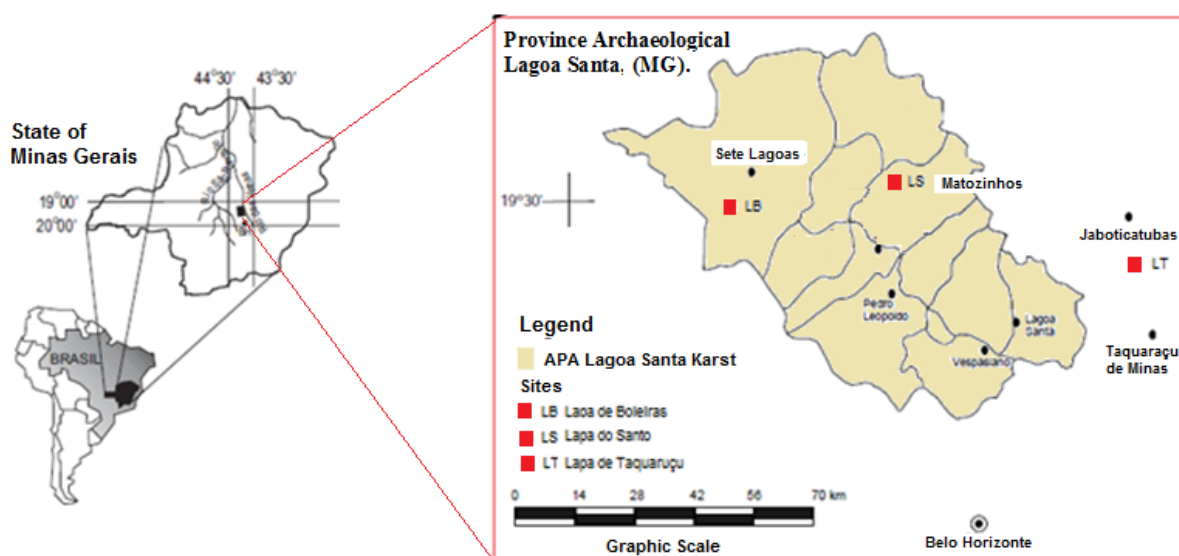 44°30' 43°30'
State of
Minas Gerais
19°00'
20°00'
BRASIL
Province Archaeological
Lagoa Santa, (MG).
19°30'
Sete Lagoas
LS
Matozinhos
LB
Jaboticatubas
LT
Pedro
Leopoldo
Lagoa
Santa
Vespasiano
Taquaraçu
de Minas
Legend
APA Lagoa Santa Karst
Sites
LB Lapa de Boleiras
LS Lapa do Santo
LT Lapa de Taquaruçu
0 14 28 42 56 70 km
Graphic Scale
Belo Horizonte